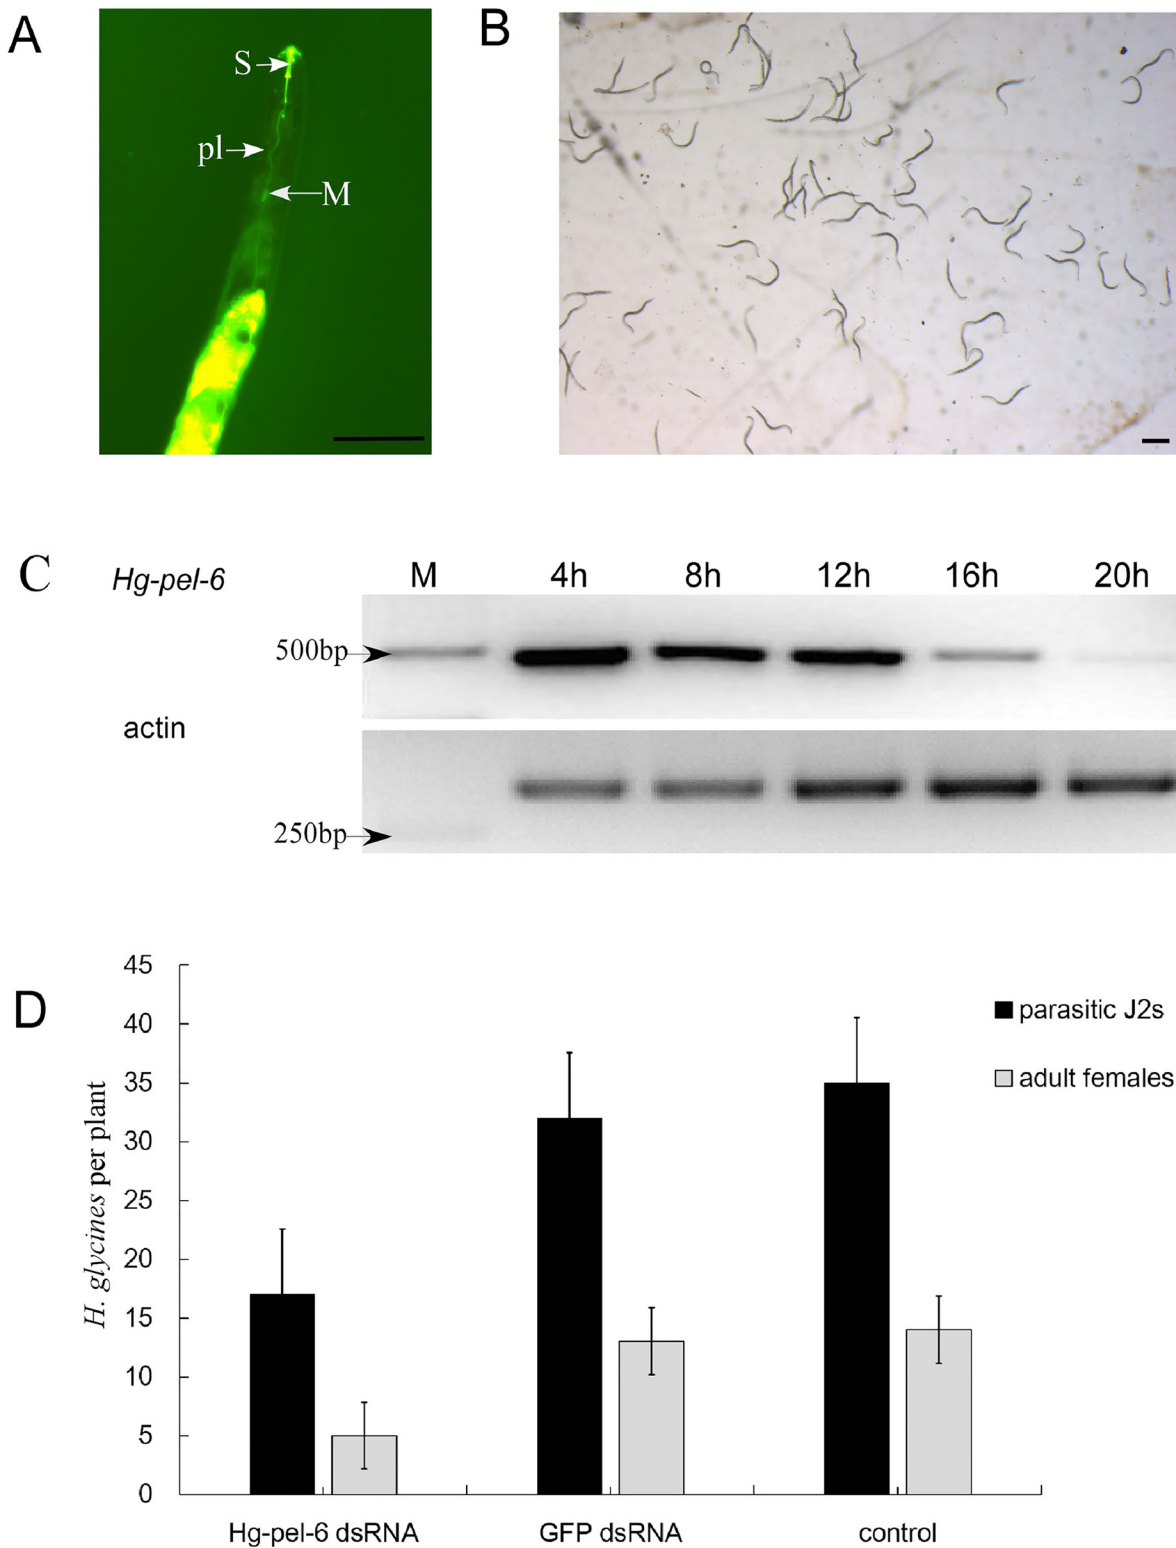 A
B
S
pl
M
C
Hg-pel-6
M
4h
8h
12h
16h
20h
500bp
actin
250bp
D
45
40
35
30
25
20
15
10
5
0
H. glycines per plant
parasitic J2s
adult females
Hg-pel-6 dsRNA
GFP dsRNA
control